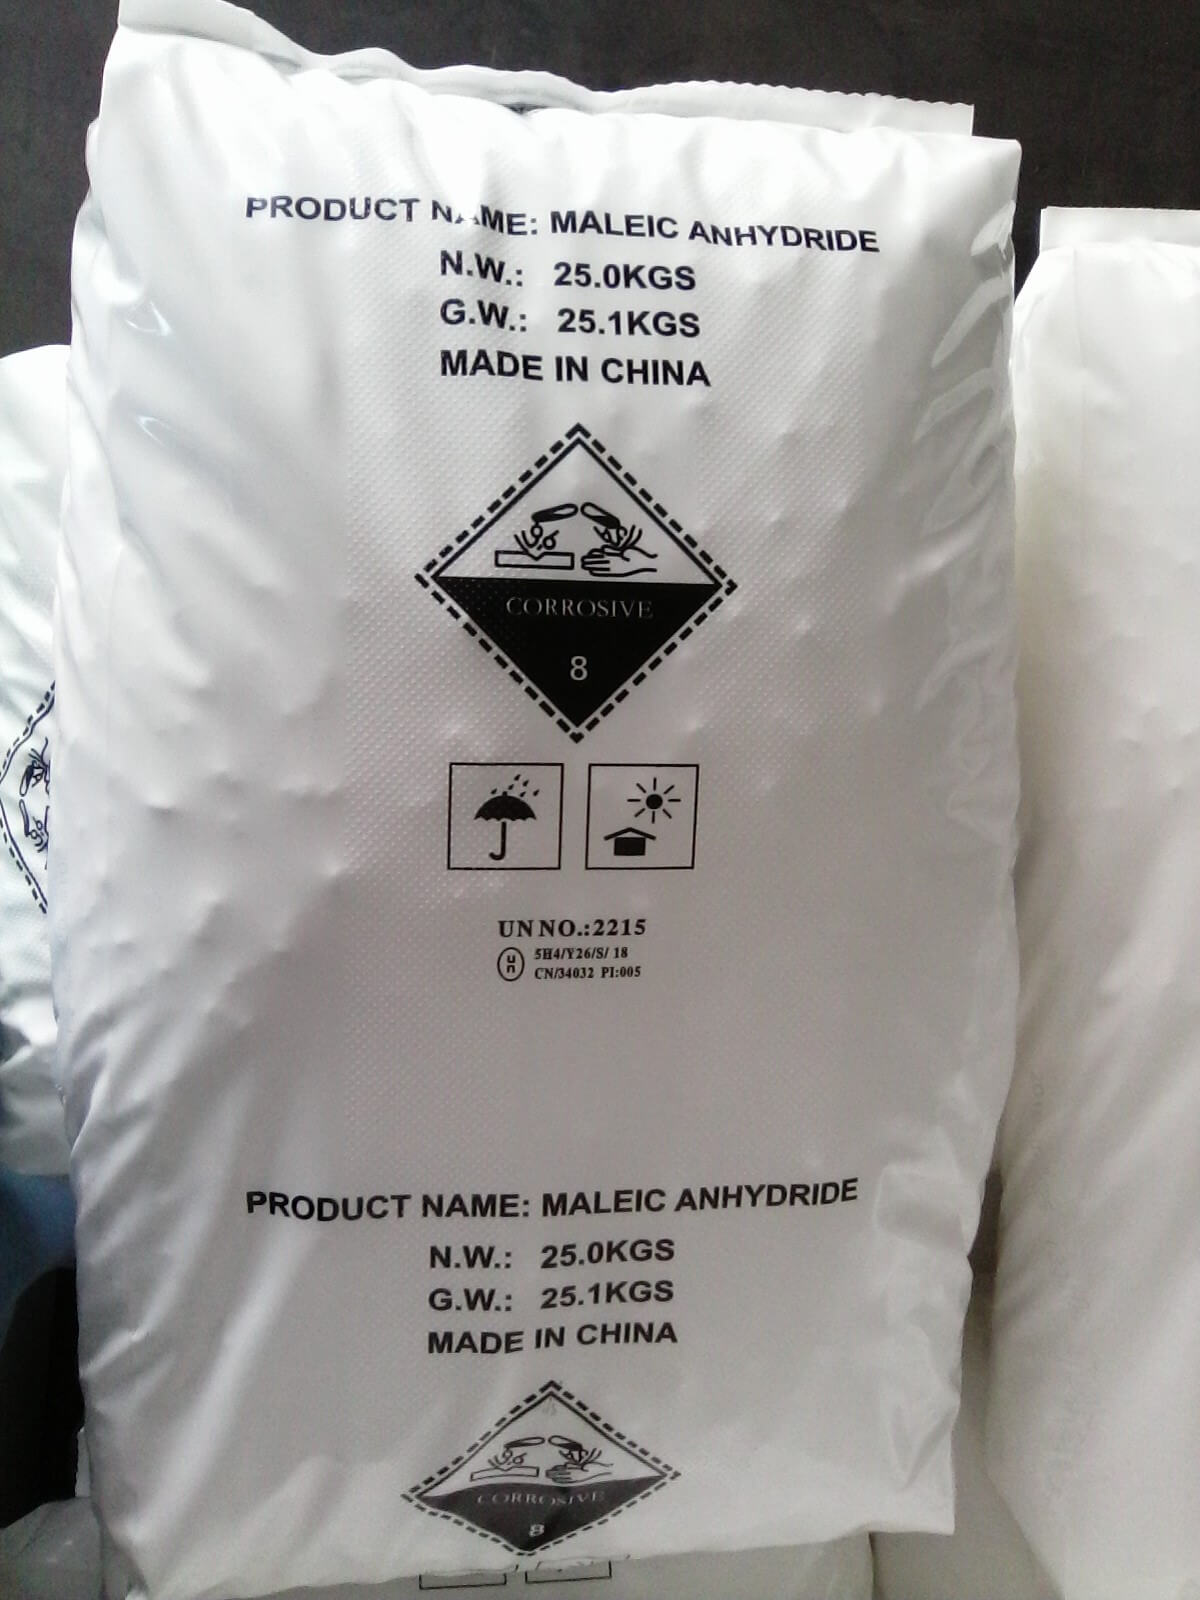 PRODUCT NAME: MALEIC ANHYDRIDE
N.W.: 25.0KGS
G.W.: 25.1KGS
MADE IN CHINA
CORROSIVE
8
UN NO.:2215
un 5H4/Y26/S/ 18
CN/34032 PI:005
PRODUCT NAME: MALEIC ANHYDRIDE
N.W.: 25.0KGS
G.W.: 25.1KGS
MADE IN CHINA
CORROSIVE
8